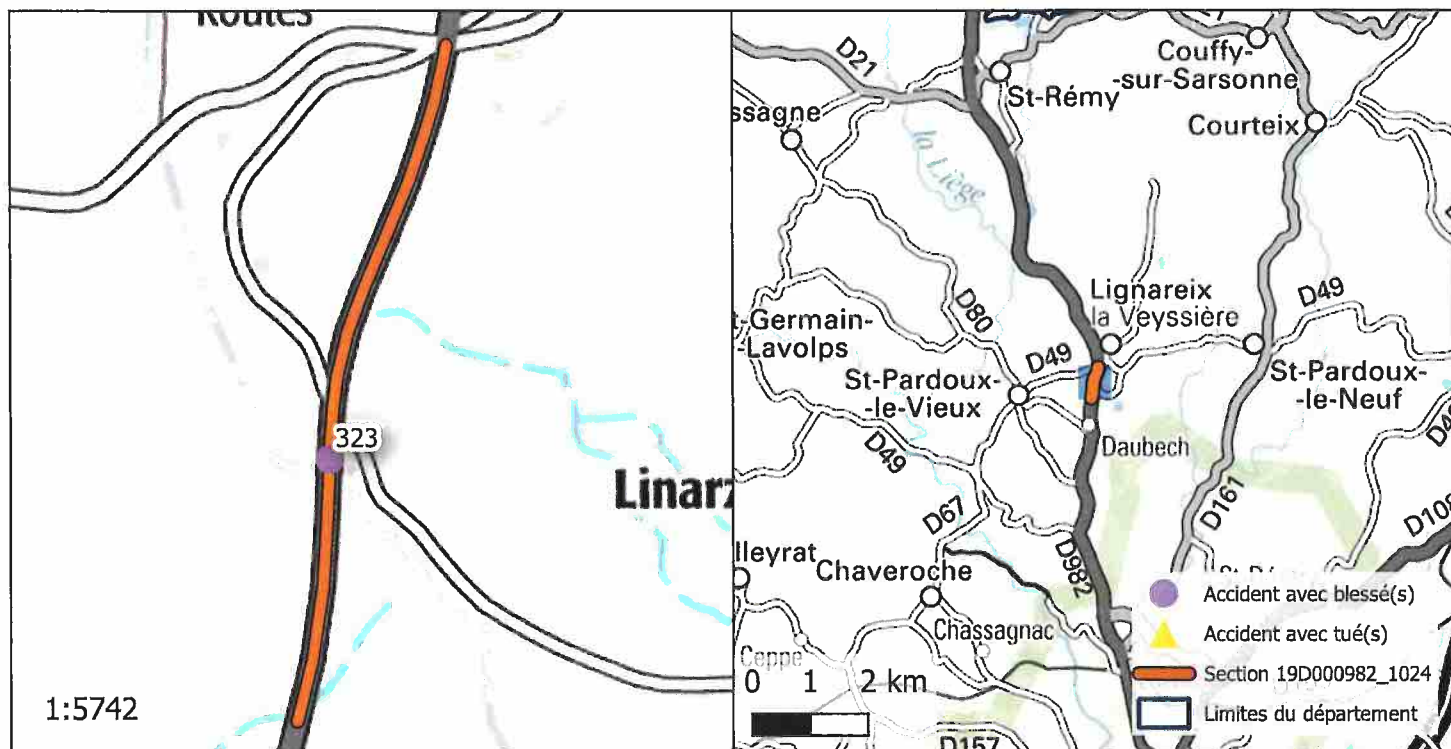 Routes
323
Linarz
1:5742
D21
Couffy-
-sur-Sarsonne
St-Rémy
ssagne
Courteix
la Liège
Lignareix
la Veyssière
D49
D80
t-Germain-
-Lavolps
D49
St-Pardoux-
-le-Vieux
St-Pardoux-
-le-Neuf
Daubech
D49
D67
D161
D982
lleyrat
Chaveroche
Chassagnac
Ceppe
0 1 2 km
D157
Accident avec blessé(s)
Accident avec tué(s)
Section 19D000982_1024
Limites du département